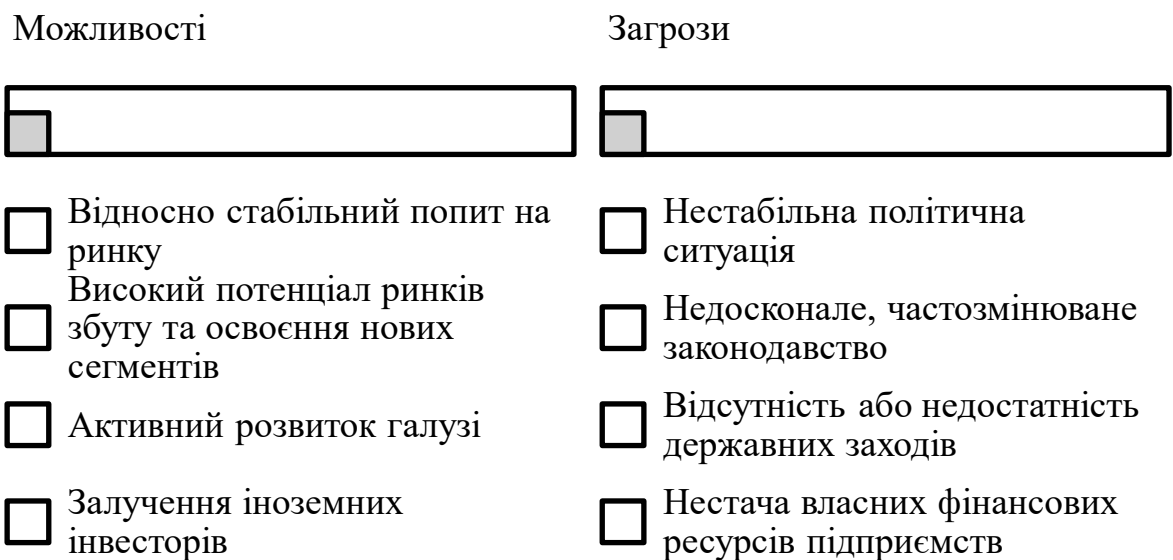 Можливості
Відносно стабільний попит на
ринку
Високий потенціал ринків
збуту та освоєння нових
сегментів
Активний розвиток галузі
Залучення іноземних
інвесторів
Загрози
Нестабільна політична
ситуація
Недосконале, частозмінюване
законодавство
Відсутність або недостатність
державних заходів
Нестача власних фінансових
ресурсів підприємств